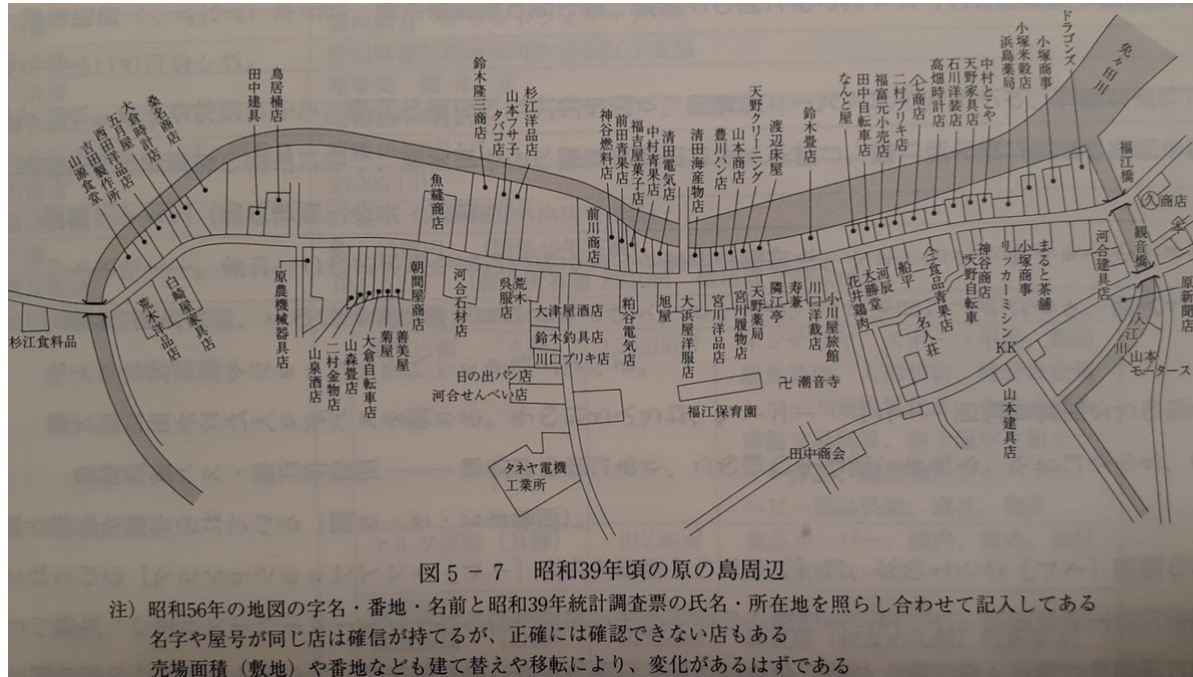 桑名商店
大倉時計店
五月屋
西田洋品店
吉田製作所
山瀬食堂
鳥居桶店
田中建具
魚縫商店
鈴木隆三商店
タバコ店
山本フサ子
杉江洋品店
前川商店
神谷燃料店
前田青果店
福吉屋菓子店
中村青果店
清田電気店
清田海産物店
豊川パン店
山本商店
天野クリーニング
渡辺床屋
鈴木畳店
なんと屋
田中自転車店
福富元小売店
二村ブリキ店
七商店
高畑時計店
石川洋装店
天野家具店
中村とこや
浜島薬局
小塚米穀店
小塚商事
ドラゴンズ
免々田川
福江橋
久商店
観音橋
本
杉江食料品
荒木洋品店
白崎屋家具店
原農機械器具店
山泉酒店
二村金物店
山森畳店
大倉自転車店
菊屋
善美屋
朝間屋商店
河合石材店
荒木
呉服店
大津屋酒店
鈴木釣具店
川口ブリキ店
日の出パン店
河合せんべい店
タネヤ電機
工業所
粕谷電気店
旭屋
大浜屋洋服店
宮川洋品店
宮川履物店
天野薬局
隣江亭
寿兼
川口洋裁店
小川屋旅館
福江保育園
卍 潮音寺
花井鶏肉
大勝堂
河辰
船平
食品青果店
名人荘
天野自転車
神谷商店
リッカーミシンKK
小塚商事
まると茶舗
河合建具店
原新聞店
入江川
山本
モータース
山本建具店
田中商会
図5－7　昭和39年頃の原の島周辺
注）昭和56年の地図の字名・番地・名前と昭和39年統計調査票の氏名・所在地を照らし合わせて記入してある
名字や屋号が同じ店は確信が持てるが、正確には確認できない店もある
売場面積（敷地）や番地なども建て替えや移転により、変化があるはずである